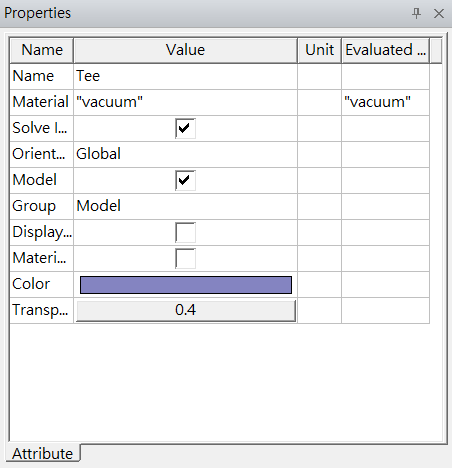 Properties
Name Value Unit Evaluated ...
Name Tee
Material "vacuum" "vacuum"
Solve I...
Orient... Global
Model
Group Model
Display...
Materi...
Color
Transp... 0.4
Attribute